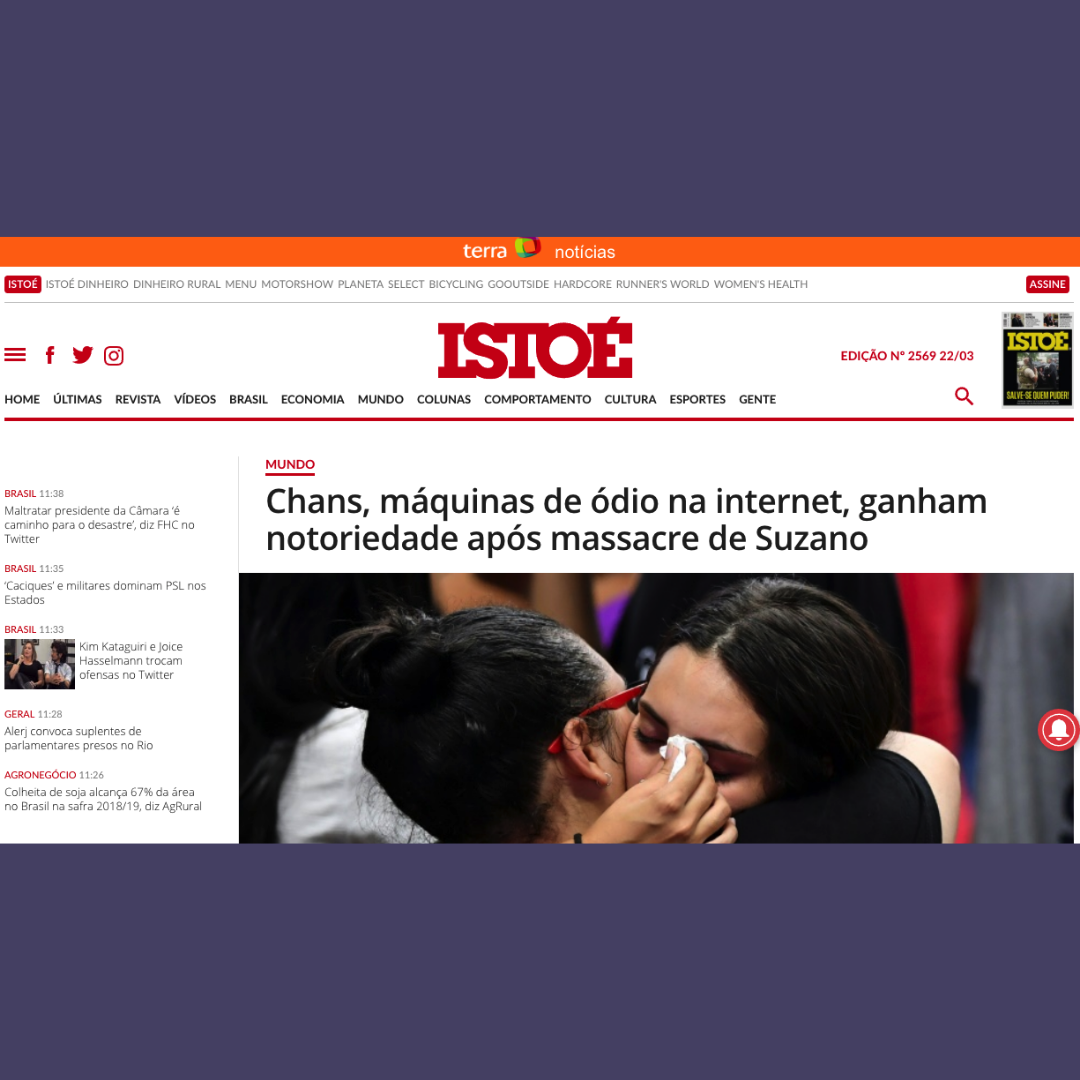 terra notícias
ISTOÉ ISTOÉ DINHEIRO DINHEIRO RURAL MENU MOTORSHOW PLANETA SELECT BICYCLING GOOUTSIDE HARDCORE RUNNER'S WORLD WOMEN'S HEALTH ASSINE
ISTOÉ
EDIÇÃO Nº 2569 22/03
ISTOÉ
SALVE-SE QUEM PUDER!
HOME ÚLTIMAS REVISTA VÍDEOS BRASIL ECONOMIA MUNDO COLUNAS COMPORTAMENTO CULTURA ESPORTES GENTE
BRASIL 11:38
Maltratar presidente da Câmara ‘é
caminho para o desastre’, diz FHC no
Twitter
BRASIL 11:35
‘Caciques’ e militares dominam PSL nos
Estados
BRASIL 11:33
Kim Kataguiri e Joice
Hasselmann trocam
ofensas no Twitter
GERAL 11:28
Alerj convoca suplentes de
parlamentares presos no Rio
AGRONEGÓCIO 11:26
Colheita de soja alcança 67% da área
no Brasil na safra 2018/19, diz AgRural
MUNDO
Chans, máquinas de ódio na internet, ganham
notoriedade após massacre de Suzano